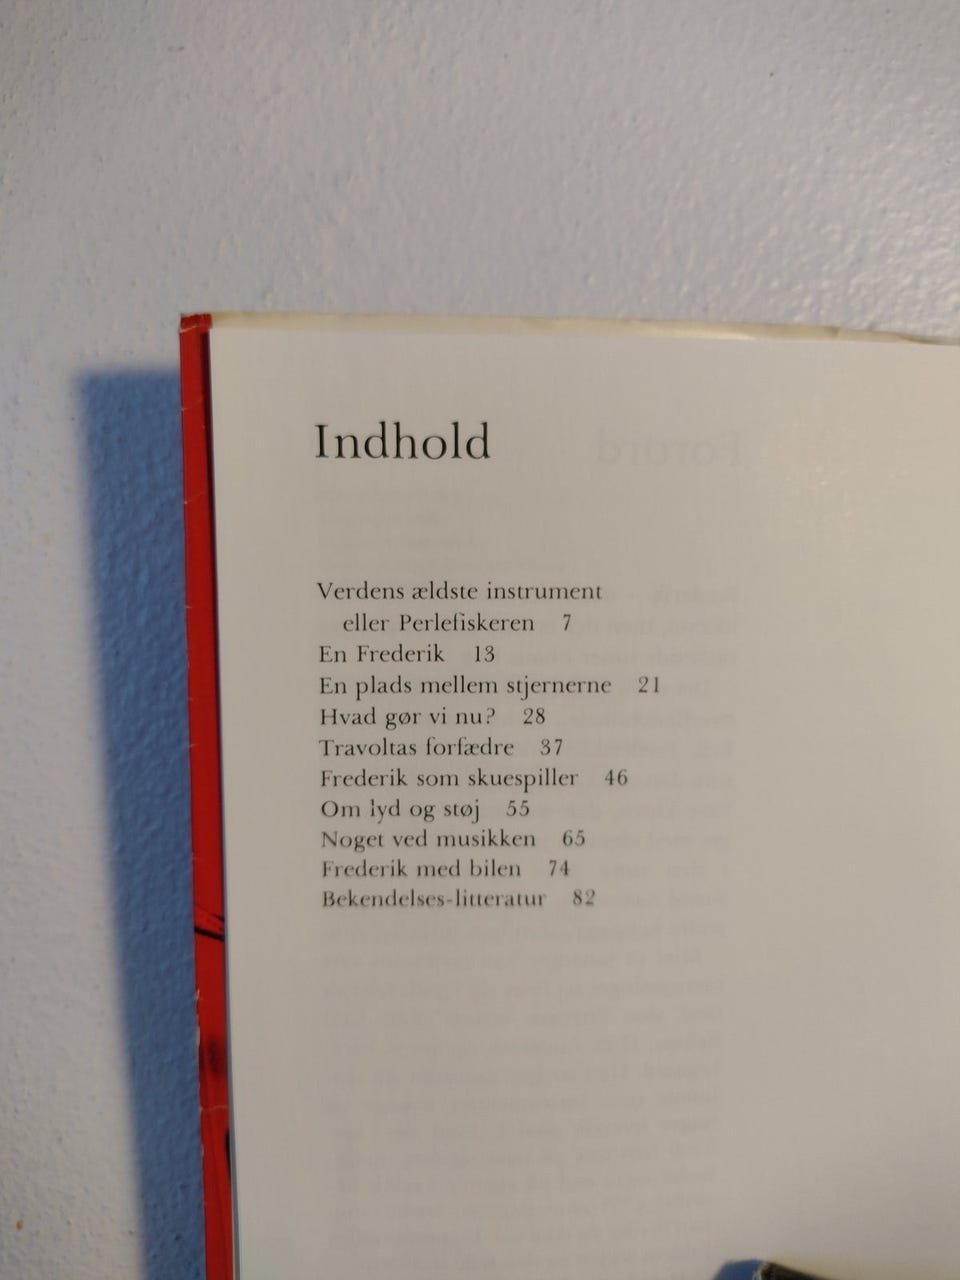 Indhold
Verdens ældste instrument
eller Perlefiskeren 7
En Frederik 13
En plads mellem stjernerne 21
Hvad gør vi nu? 28
Travoltas forfædre 37
Frederik som skuespiller 46
Om lyd og støj 55
Noget ved musikken 65
Frederik med bilen 74
Bekendelses-litteratur 82